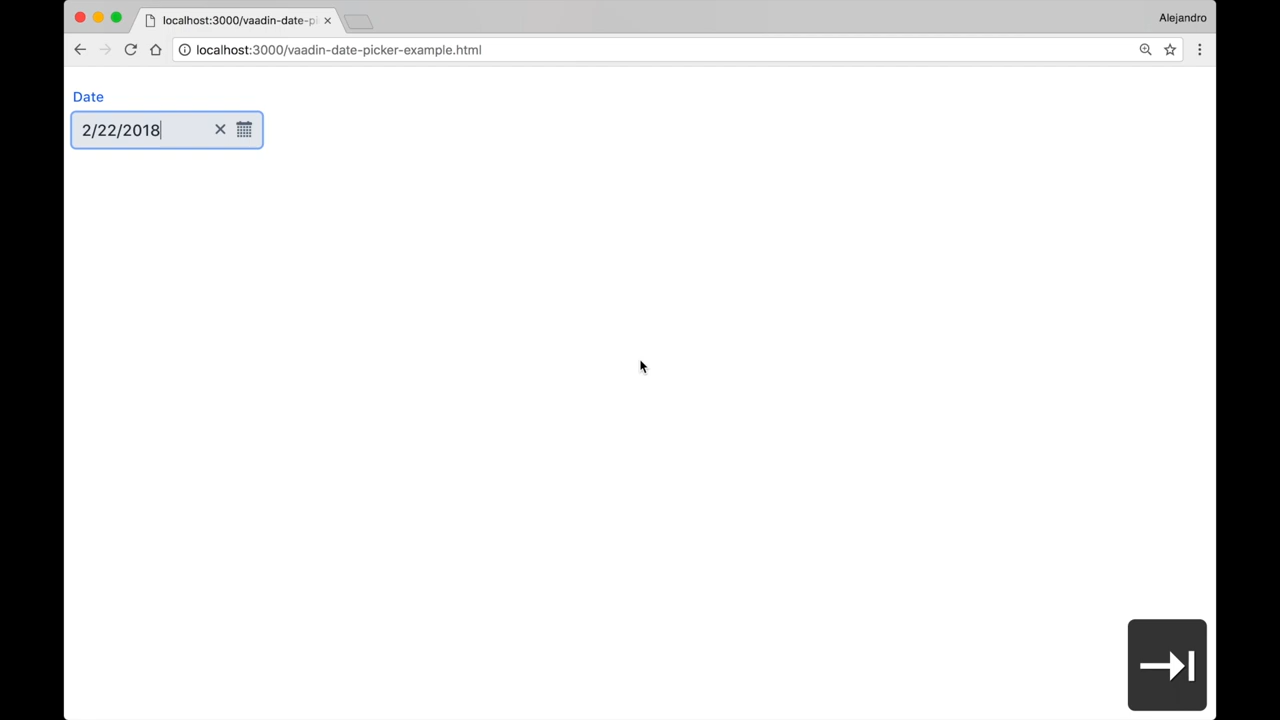 localhost:3000/vaadin-date-pi
Alejandro
localhost:3000/vaadin-date-picker-example.html
Date
2/22/2018